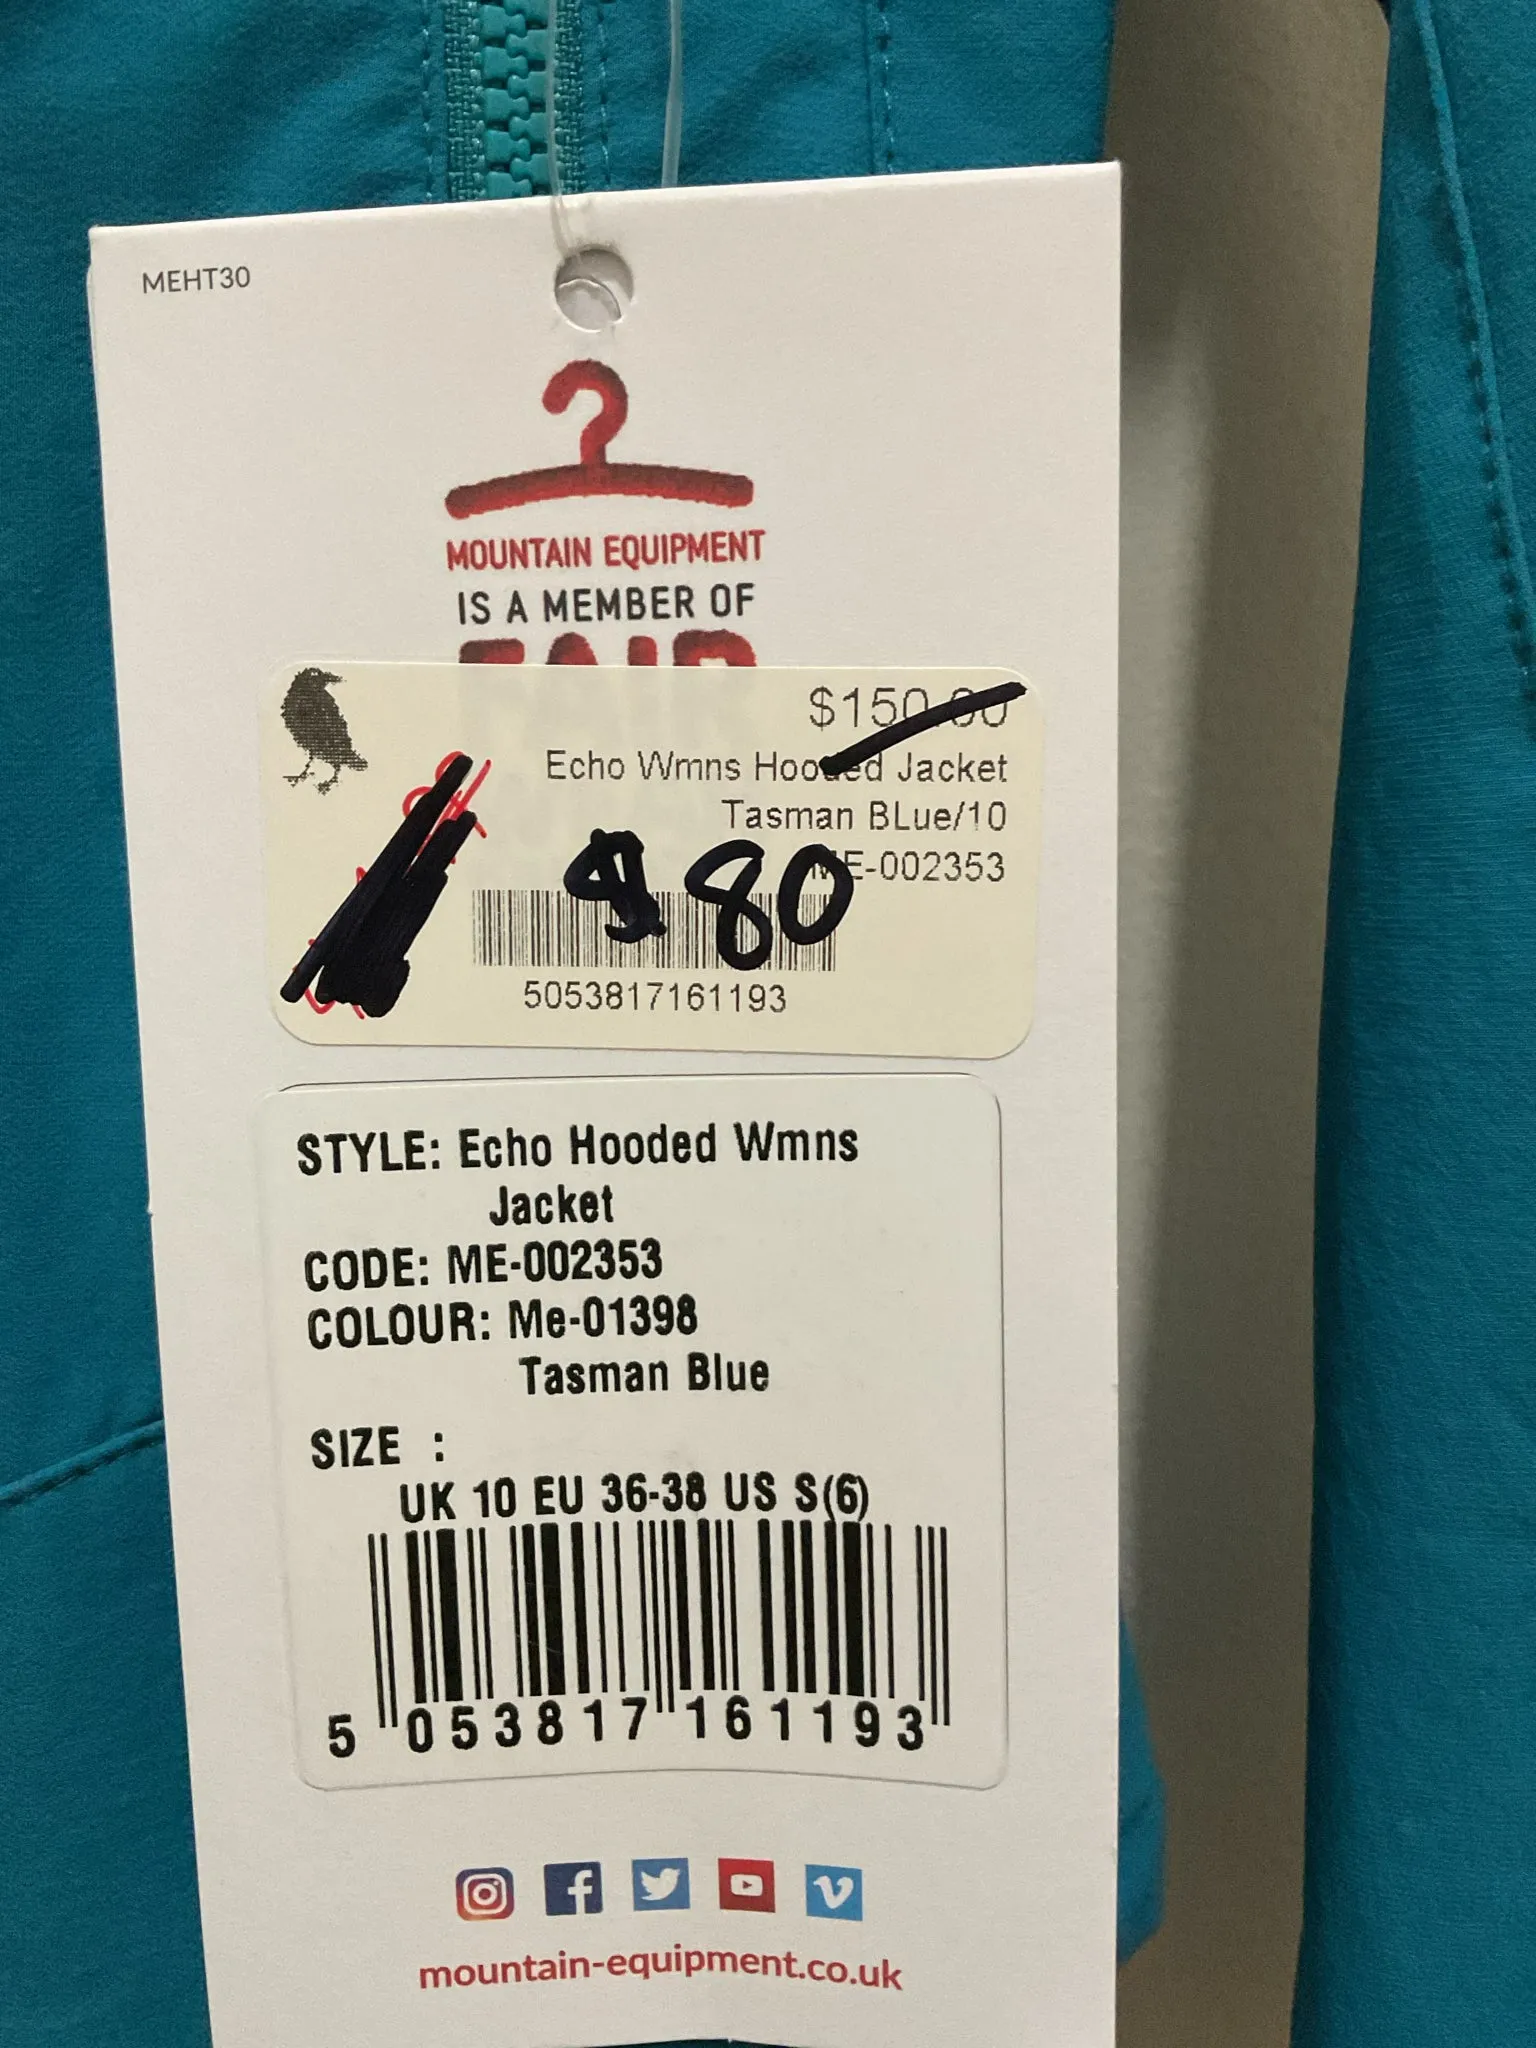 MEHT30
MOUNTAIN EQUIPMENT
IS A MEMBER OF
FAIR
$150.00
Echo Wmns Hooded Jacket
Tasman BLue/10
ME-002353
$80
5053817161193
STYLE: Echo Hooded Wmns
Jacket
CODE: ME-002353
COLOUR: Me-01398
Tasman Blue
SIZE :
UK 10 EU 36-38 US S(6)
5 053817 161193
mountain-equipment.co.uk